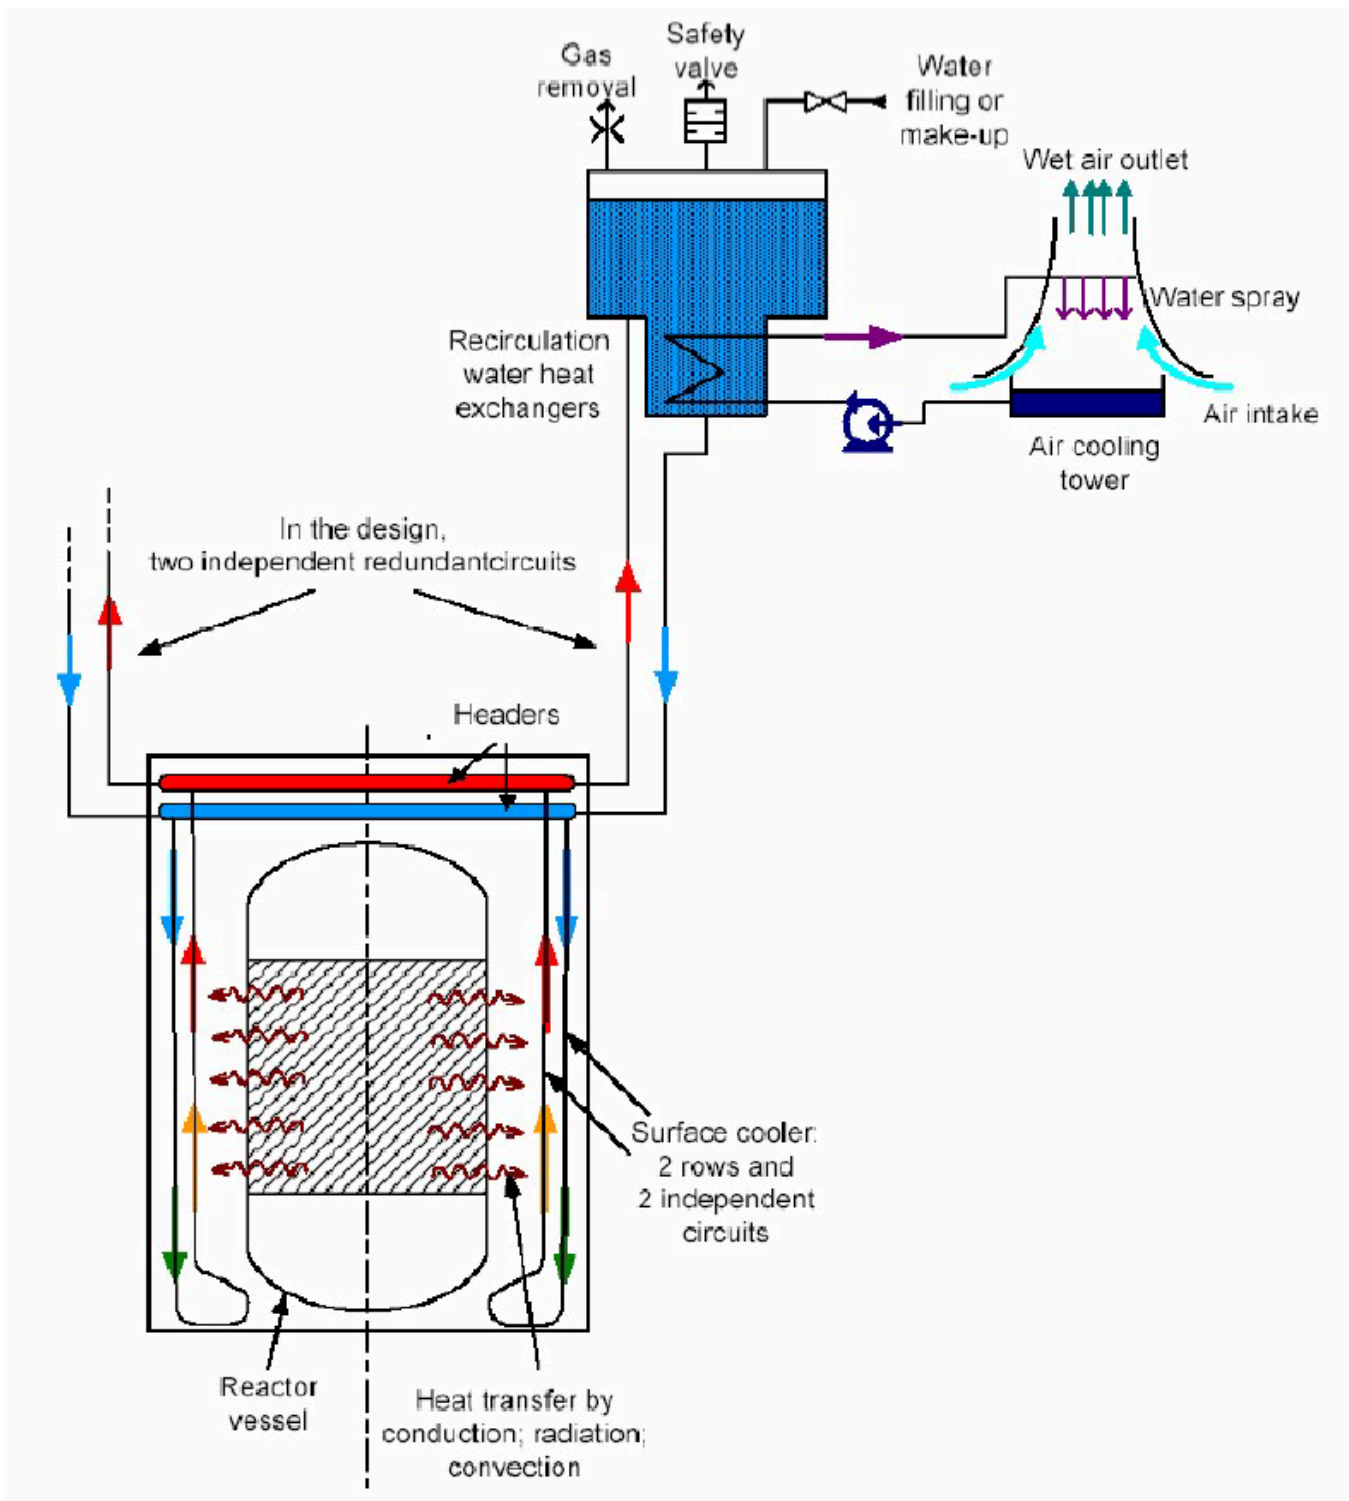 Gas
removal
Safety
valve
Water
filling or
make-up
Wet air outlet
Water spray
Recirculation
water heat
exchangers
Air intake
Air cooling
tower
In the design,
two independent redundantcircuits
Headers
Surface cooler:
2 rows and
2 independent
circuits
Reactor
vessel
Heat transfer by
conduction; radiation;
convection